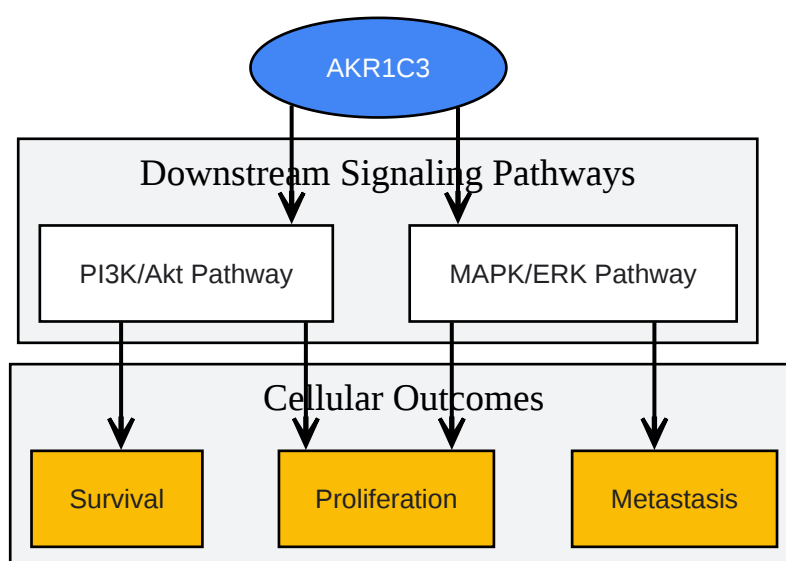 AKR1C3
Downstream Signaling Pathways
PI3K/Akt Pathway
MAPK/ERK Pathway
Cellular Outcomes
Survival
Proliferation
Metastasis